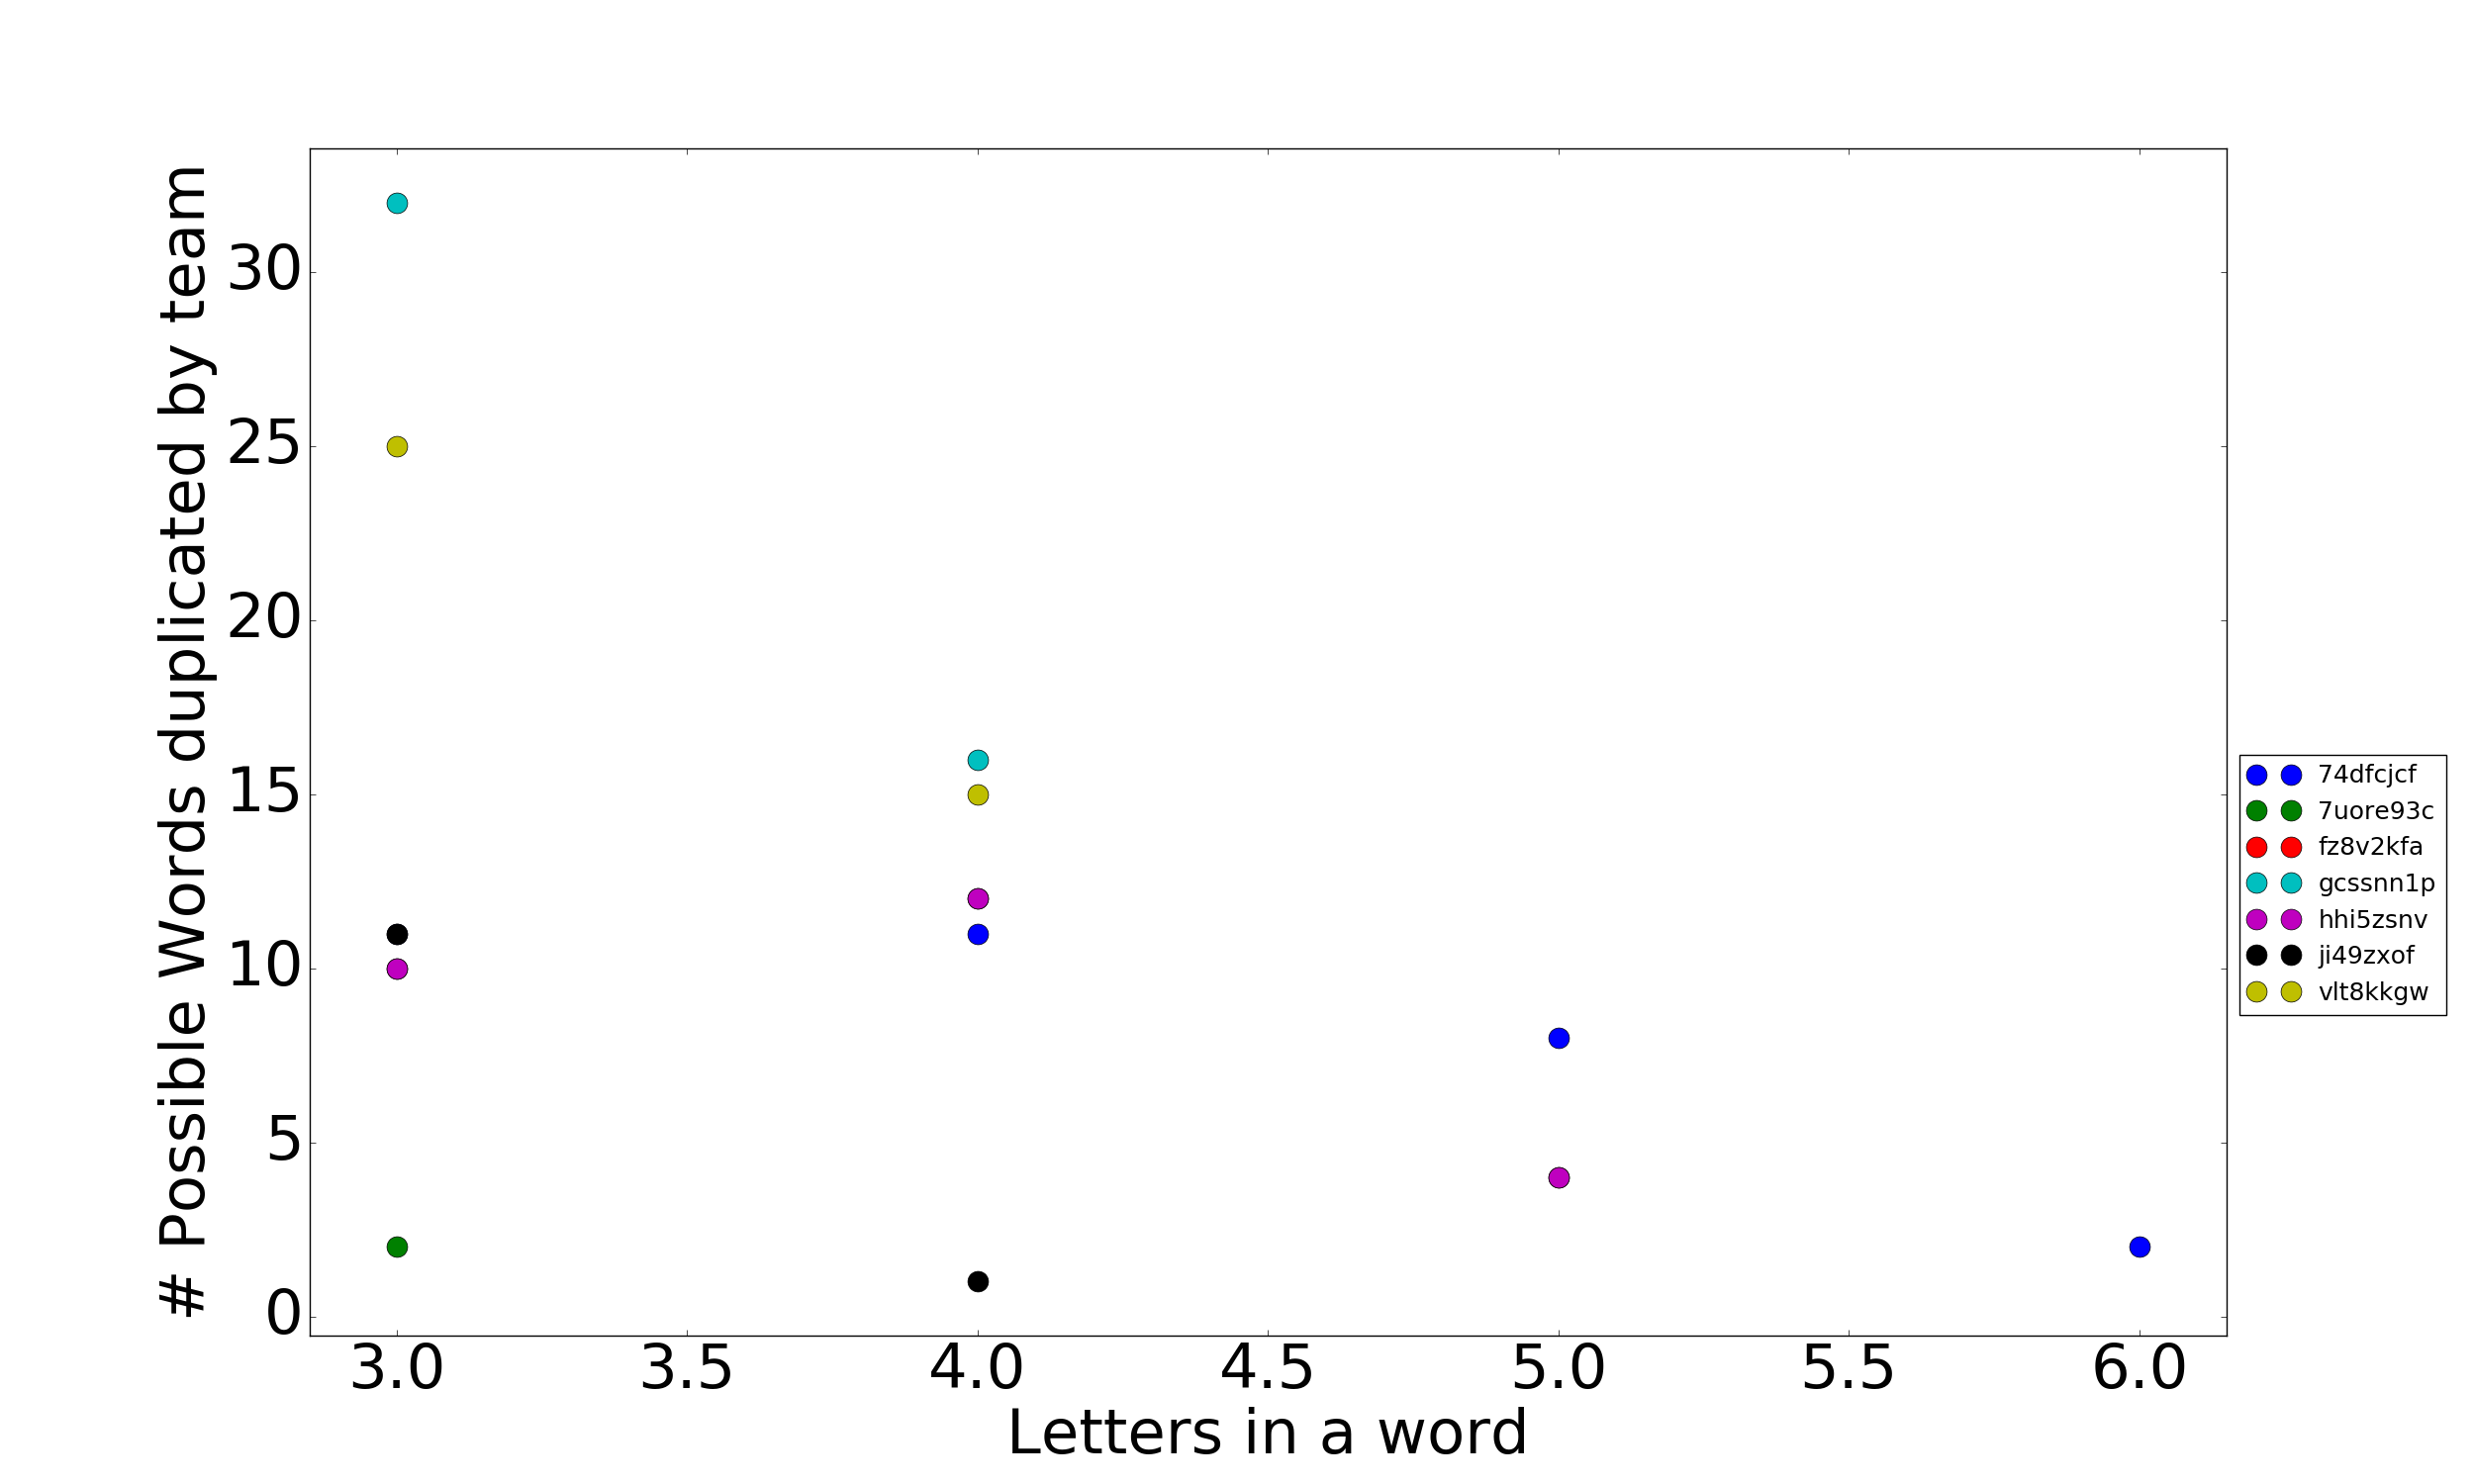 # Possible Words duplicated by team
30
25
20
15
10
5
0
3.0 3.5 4.0 4.5 5.0 5.5 6.0
Letters in a word
74dfcjcf
7uore93c
fz8v2kfa
gcssnn1p
hhi5zsnv
ji49zxof
vlt8kkgw